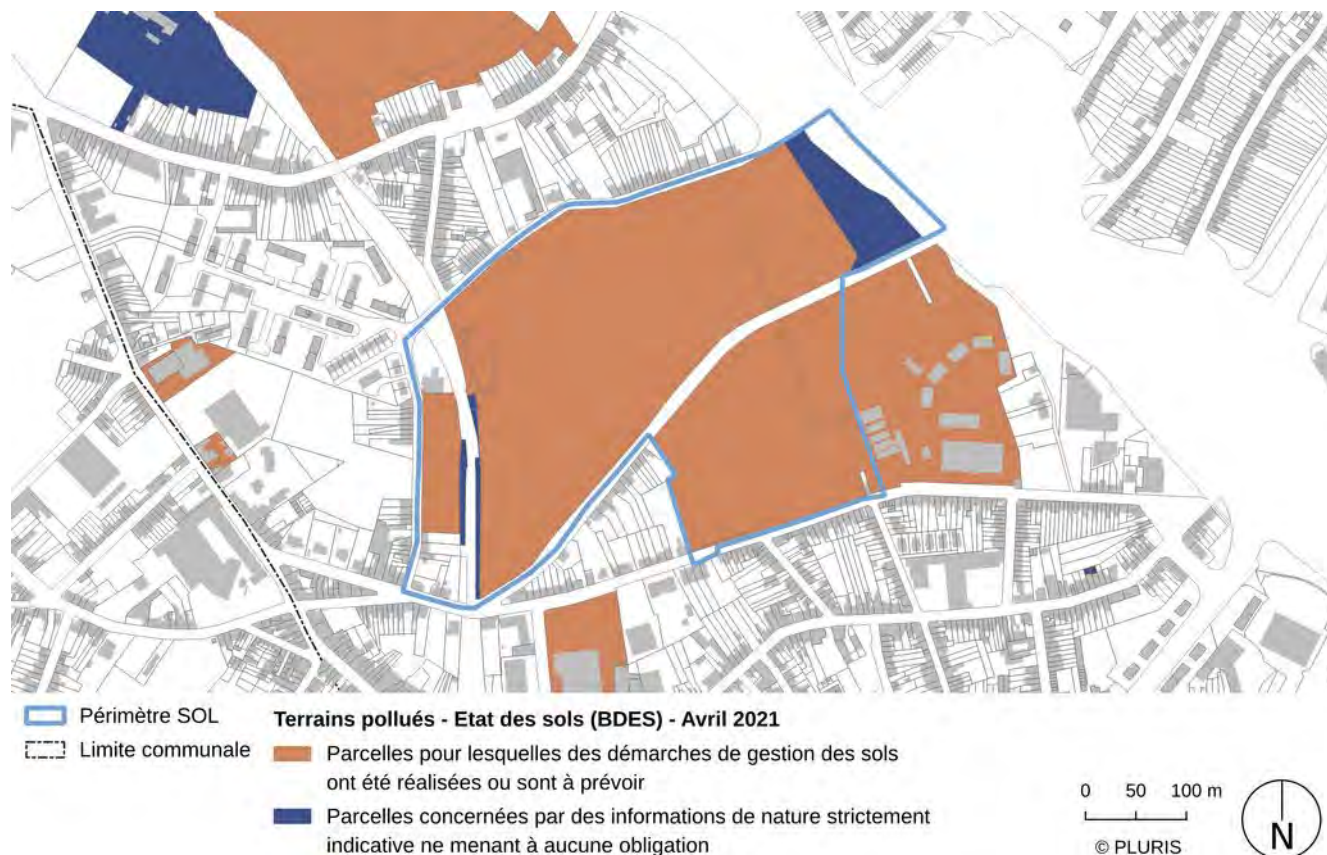 Périmètre SOL
Limite communale
Terrains pollués - Etat des sols (BDES) - Avril 2021
Parcelles pour lesquelles des démarches de gestion des sols
ont été réalisées ou sont à prévoir
Parcelles concernées par des informations de nature strictement
indicative ne menant à aucune obligation
0 50 100 m
© PLURIS
N